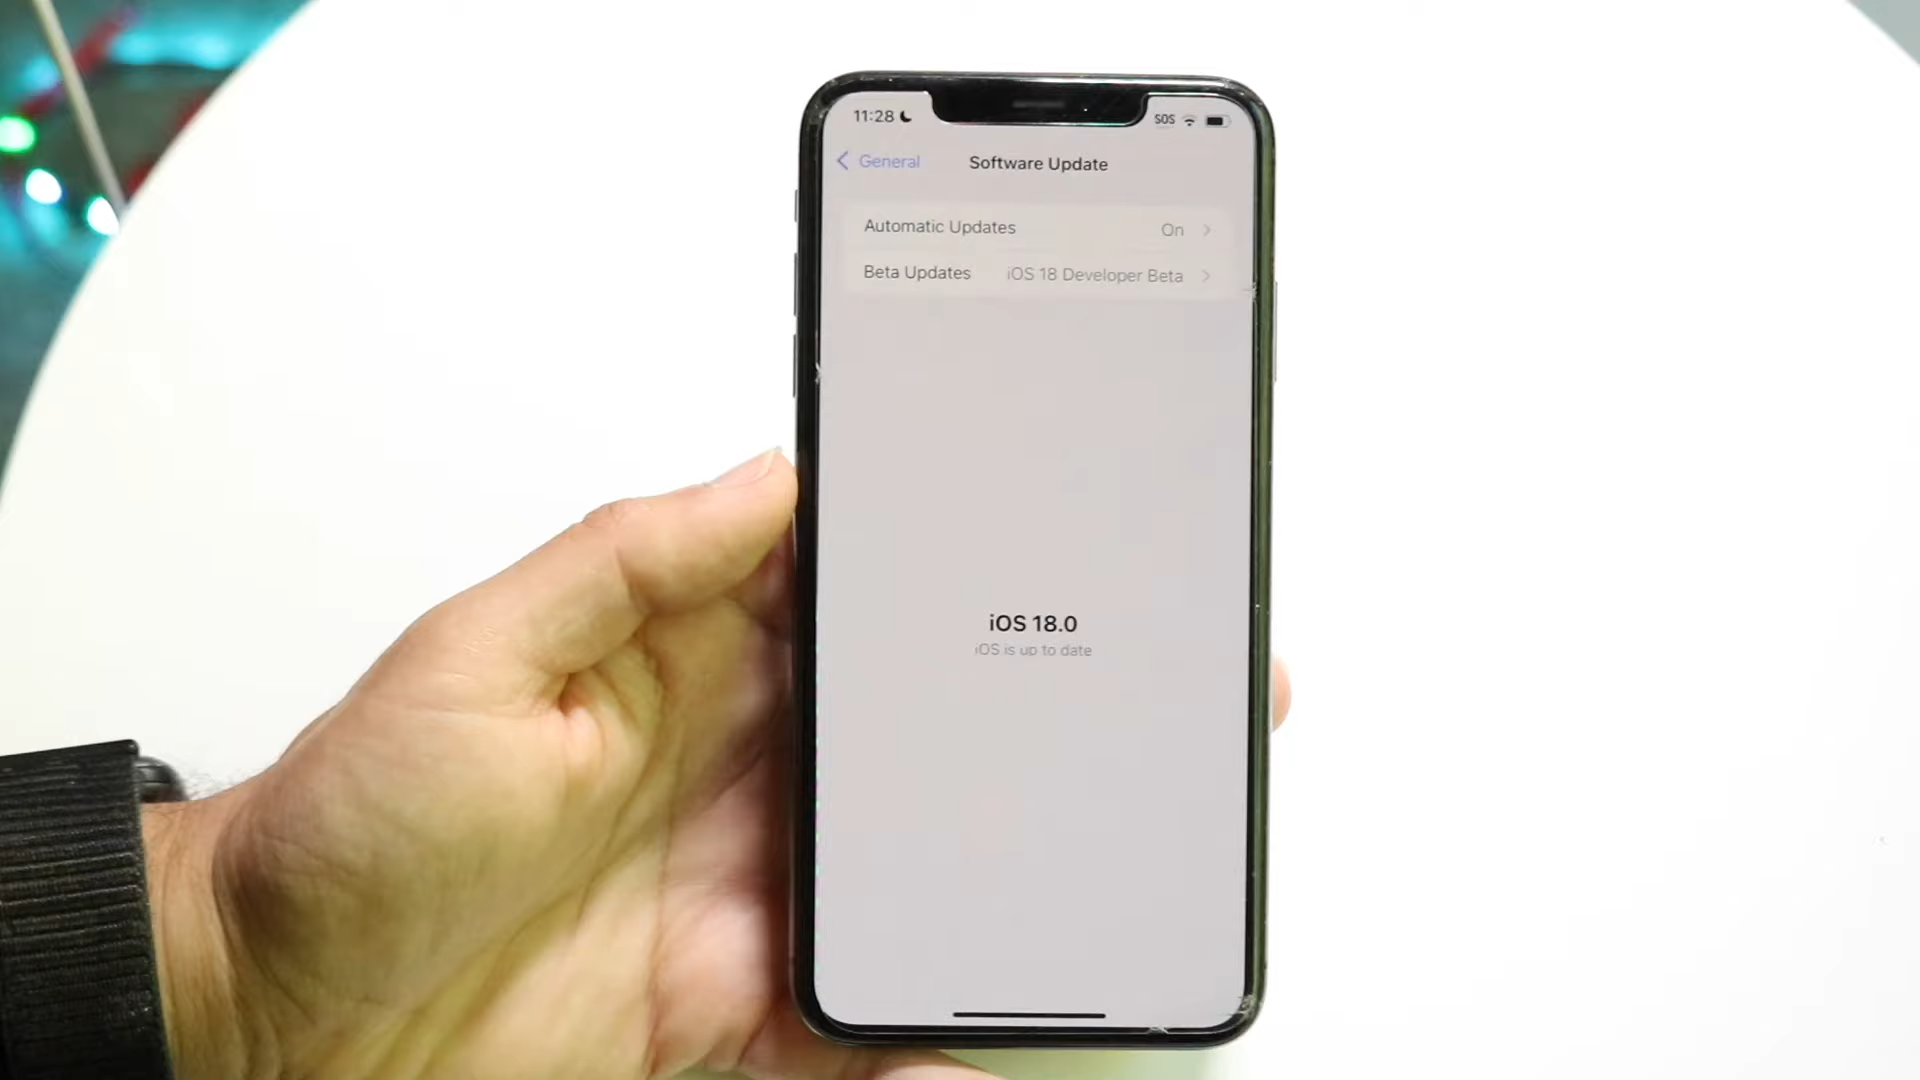 11:28
SOS
General
Software Update
Automatic Updates On
Beta Updates iOS 18 Developer Beta
iOS 18.0
iOS is up to date